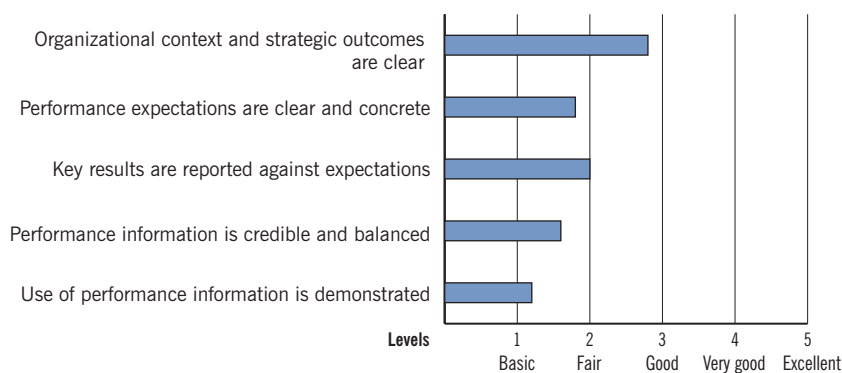 Organizational context and strategic outcomes
are clear
Performance expectations are clear and concrete
Key results are reported against expectations
Performance information is credible and balanced
Use of performance information is demonstrated
Levels 1 2 3 4 5
Basic Fair Good Very good Excellent